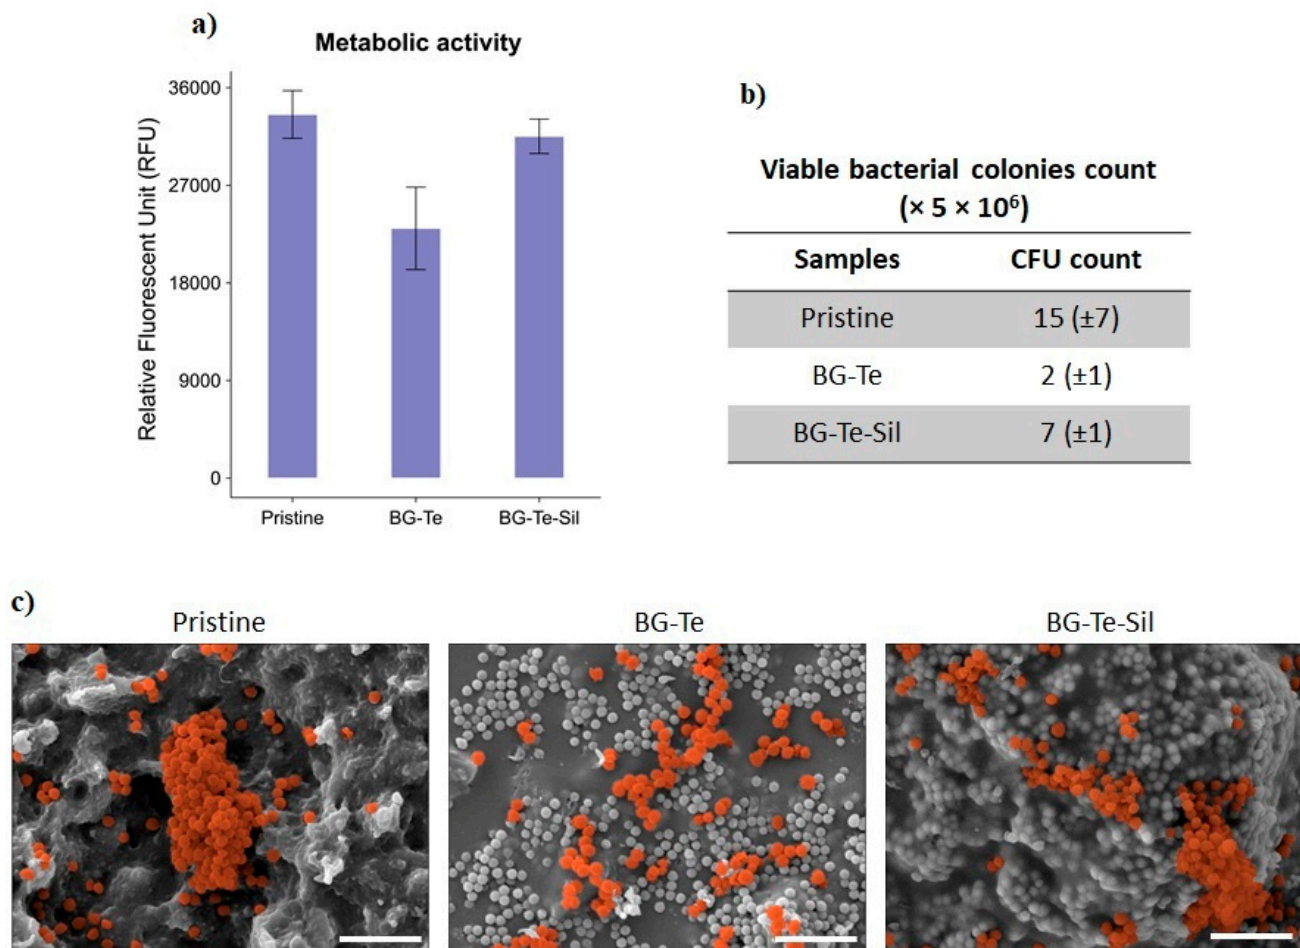 a)
Metabolic activity
Relative Fluorescent Unit (RFU)
36000
27000
18000
9000
0
Pristine BG-Te BG-Te-Sil
b)
Viable bacterial colonies count
(× 5 × 10⁶)
Samples CFU count
Pristine 15 (±7)
BG-Te 2 (±1)
BG-Te-Sil 7 (±1)
c)
Pristine BG-Te BG-Te-Sil